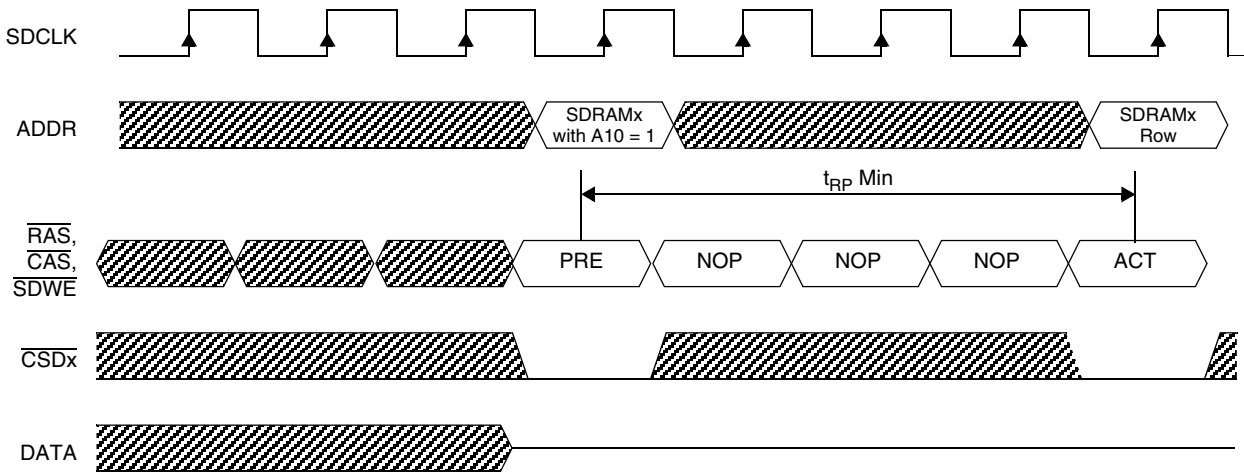 SDCLK
ADDR
SDRAMx
with A10 = 1
SDRAMx
Row
tRP Min
RAS,
CAS,
SDWE
PRE
NOP
NOP
NOP
ACT
CSDx
DATA